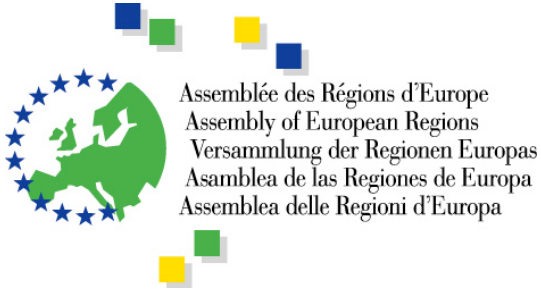 Assemblée des Régions d'Europe
Assembly of European Regions
Versammlung der Regionen Europas
Asamblea de las Regiones de Europa
Assemblea delle Regioni d'Europa